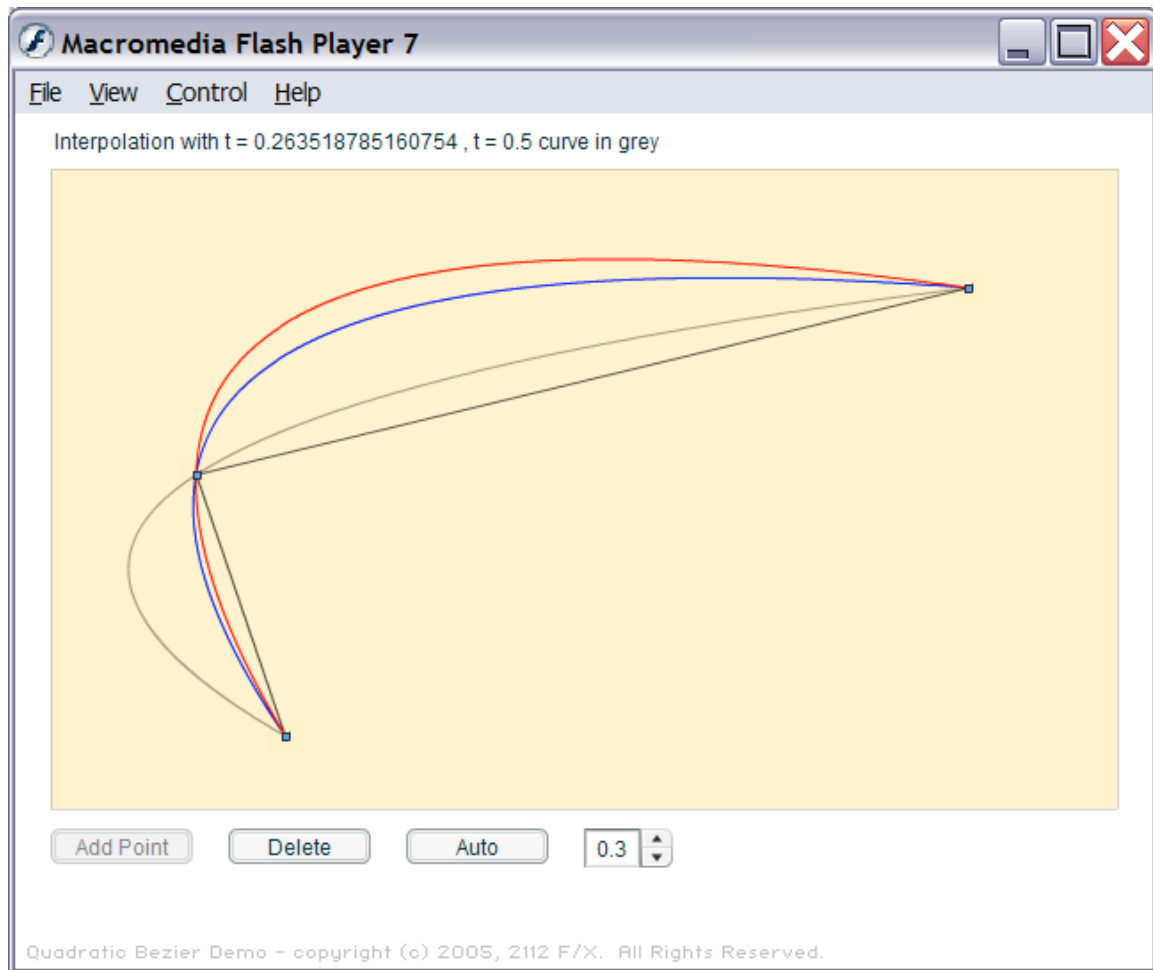 Macromedia Flash Player 7
File View Control Help
Interpolation with t = 0.263518785160754 , t = 0.5 curve in grey
Add Point Delete Auto 0.3
Quadratic Bezier Demo - copyright (c) 2005, 2112 F/X. All Rights Reserved.